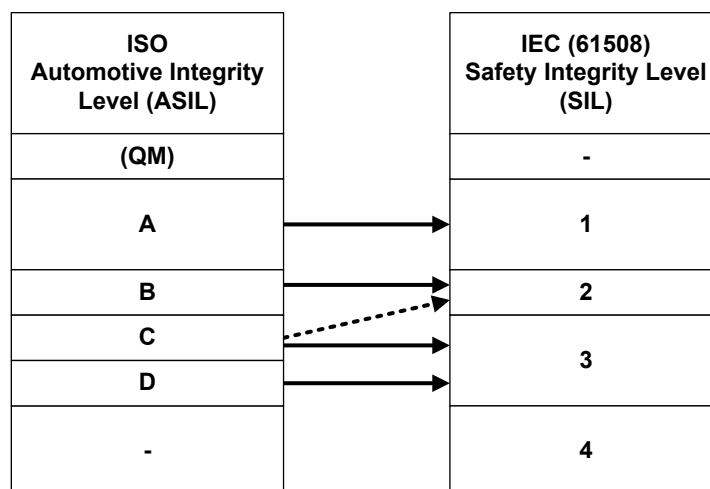 ISO
Automotive Integrity
Level (ASIL)
(QM)
A
B
C
D
-
IEC (61508)
Safety Integrity Level
(SIL)
-
1
2
3
4